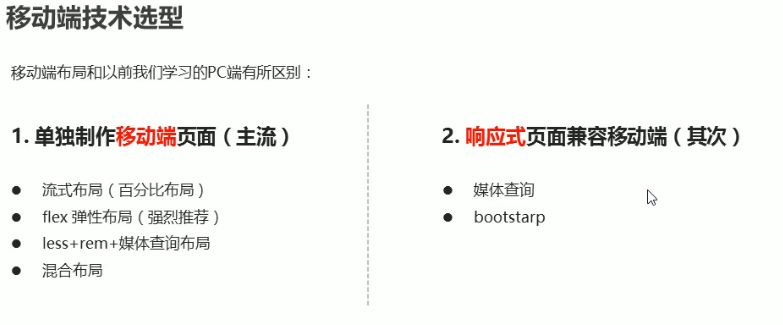 移动端技术选型
移动端布局和以前我们学习的PC端有所区别：
1. 单独制作移动端页面（主流）
● 流式布局（百分比布局）
● flex 弹性布局（强烈推荐）
● less+rem+媒体查询布局
● 混合布局
2. 响应式页面兼容移动端（其次）
● 媒体查询
● bootstarp